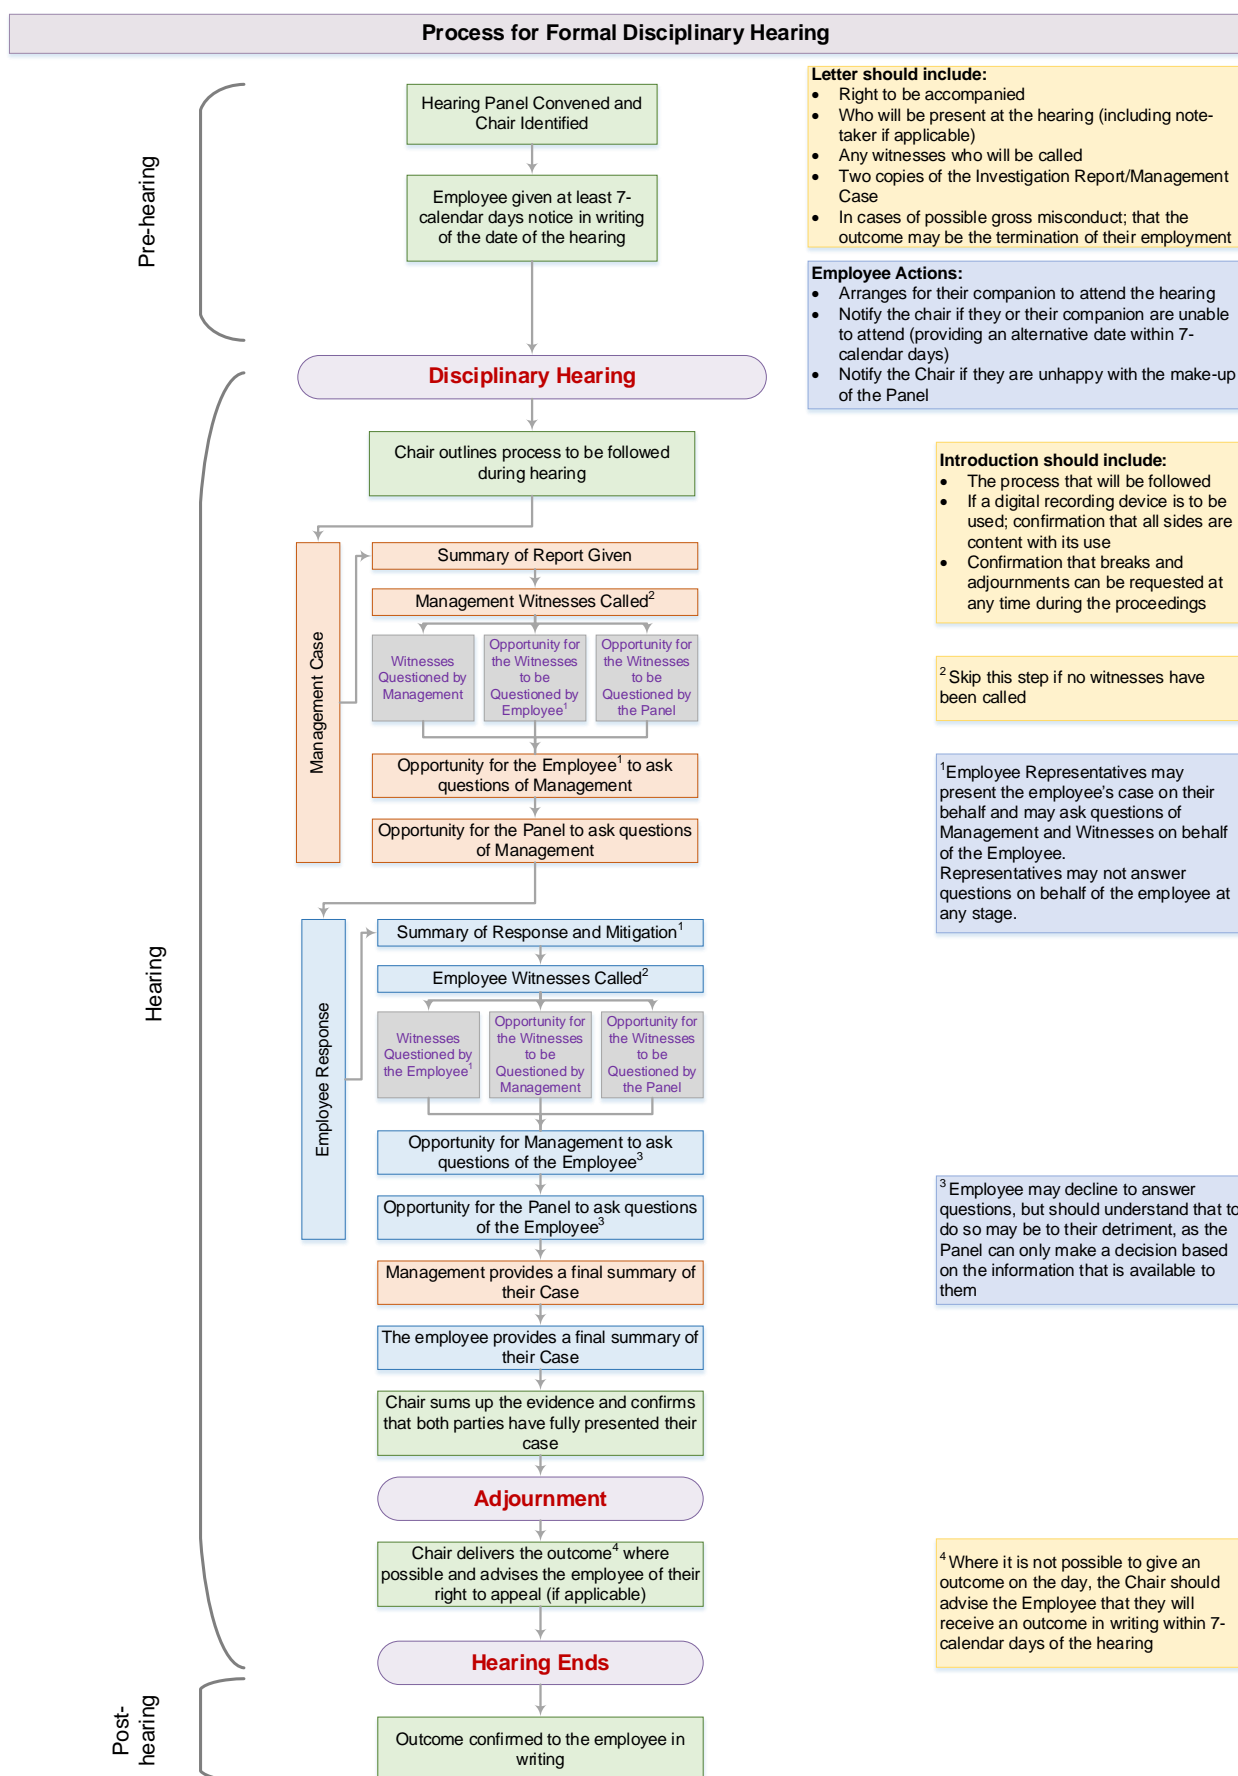 Process for Formal Disciplinary Hearing
Pre-hearing
Hearing Panel Convened and
Chair Identified
Employee given at least 7-
calendar days notice in writing
of the date of the hearing
Letter should include:
• Right to be accompanied
• Who will be present at the hearing (including note-
taker if applicable)
• Any witnesses who will be called
• Two copies of the Investigation Report/Management
Case
• In cases of possible gross misconduct; that the
outcome may be the termination of their employment
Employee Actions:
• Arranges for their companion to attend the hearing
• Notify the chair if they or their companion are unable
to attend (providing an alternative date within 7-
calendar days)
• Notify the Chair if they are unhappy with the make-up
of the Panel
Hearing
Disciplinary Hearing
Chair outlines process to be followed
during hearing
Introduction should include:
• The process that will be followed
• If a digital recording device is to be
used; confirmation that all sides are
content with its use
• Confirmation that breaks and
adjournments can be requested at
any time during the proceedings
Management Case
Summary of Report Given
Management Witnesses Called²
Witnesses
Questioned by
Management
Opportunity for
the Witnesses
to be
Questioned by
Employee¹
Opportunity for
the Witnesses
to be
Questioned by
the Panel
² Skip this step if no witnesses have
been called
Opportunity for the Employee¹ to ask
questions of Management
Opportunity for the Panel to ask questions
of Management
¹Employee Representatives may
present the employee’s case on their
behalf and may ask questions of
Management and Witnesses on behalf
of the Employee.
Representatives may not answer
questions on behalf of the employee at
any stage.
Employee Response
Summary of Response and Mitigation¹
Employee Witnesses Called²
Witnesses
Questioned by
the Employee¹
Opportunity for
the Witnesses
to be
Questioned by
Management
Opportunity for
the Witnesses
to be
Questioned by
the Panel
Opportunity for Management to ask
questions of the Employee³
Opportunity for the Panel to ask questions
of the Employee³
³ Employee may decline to answer
questions, but should understand that to
do so may be to their detriment, as the
Panel can only make a decision based
on the information that is available to
them
Management provides a final summary of
their Case
The employee provides a final summary of
their Case
Chair sums up the evidence and confirms
that both parties have fully presented their
case
Adjournment
Chair delivers the outcome⁴ where
possible and advises the employee of their
right to appeal (if applicable)
⁴ Where it is not possible to give an
outcome on the day, the Chair should
advise the Employee that they will
receive an outcome in writing within 7-
calendar days of the hearing
Hearing Ends
Post-
hearing
Outcome confirmed to the employee in
writing